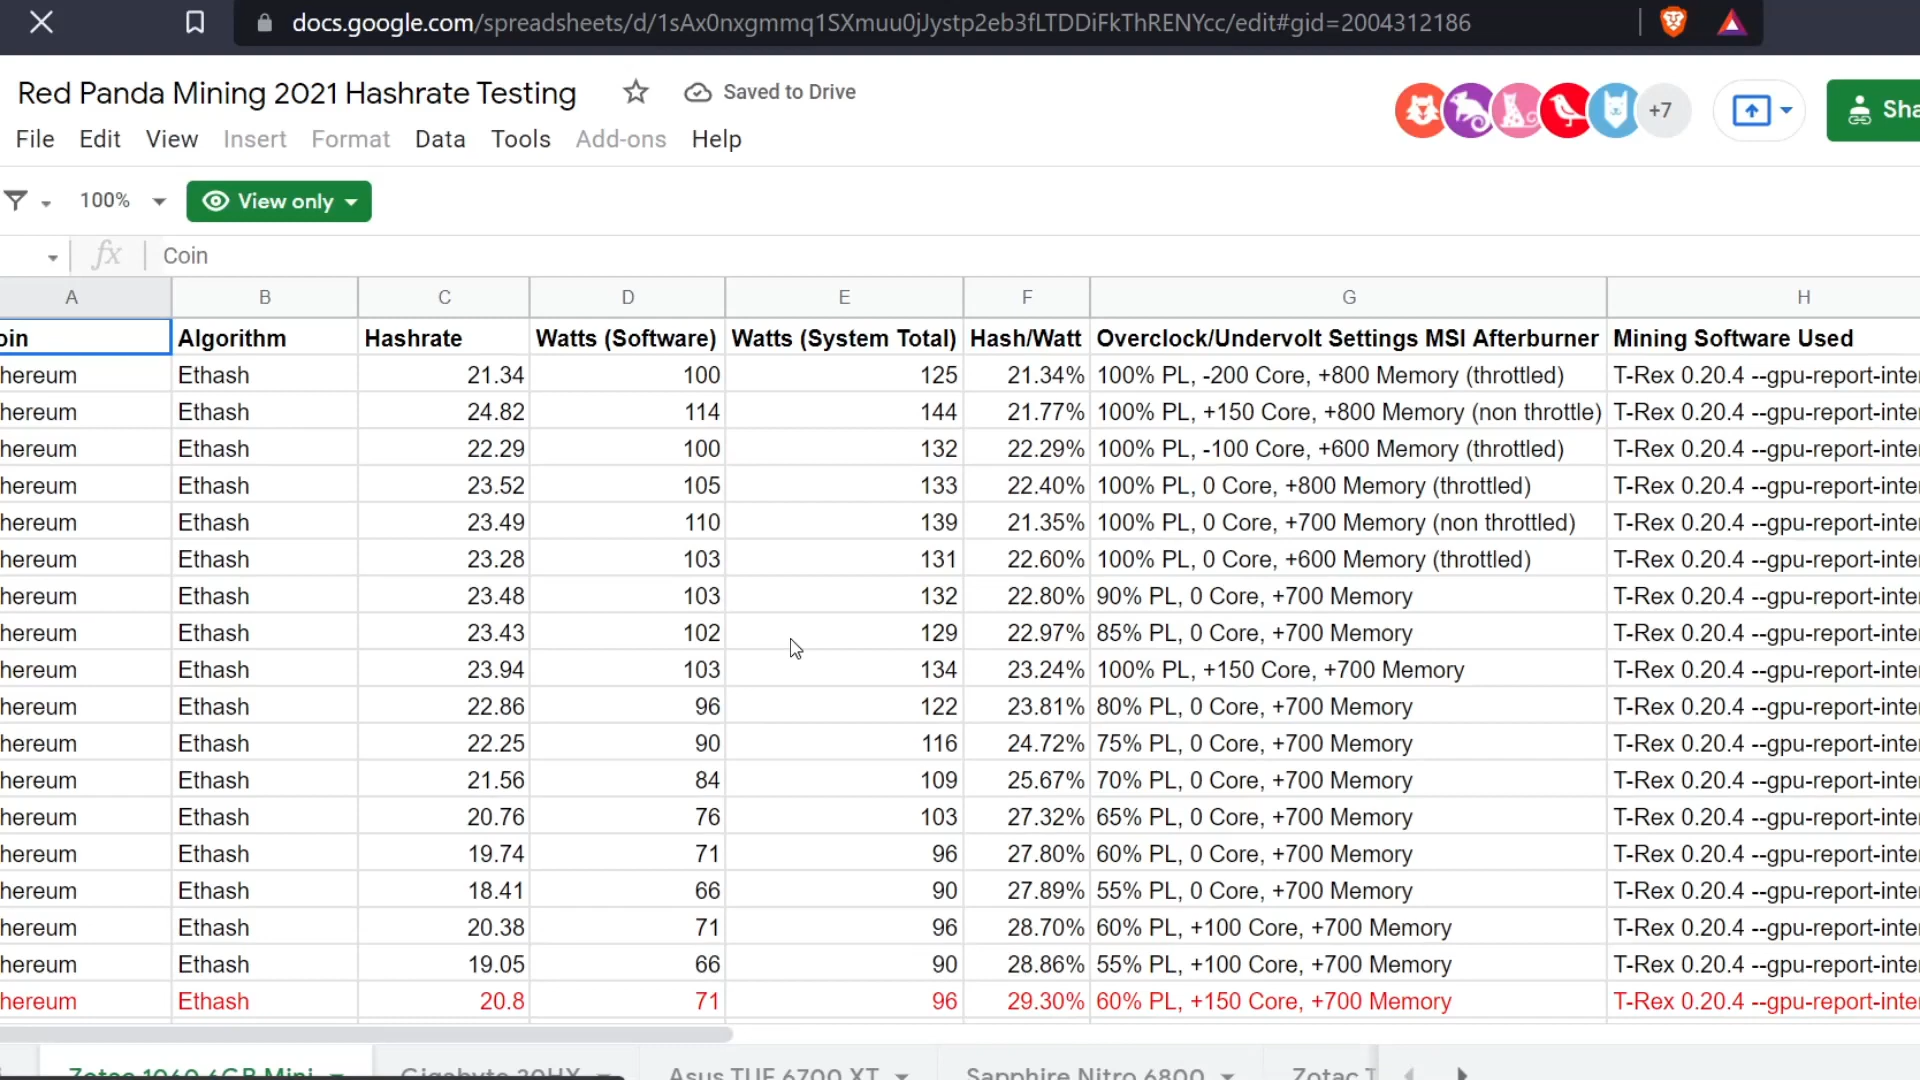 docs.google.com/spreadsheets/d/1sAx0nxgmmq1SXmuu0jJystp2eb3fLTDDiFkThRENYcc/edit#gid=2004312186
Red Panda Mining 2021 Hashrate Testing Saved to Drive
+7 Sha
File Edit View Insert Format Data Tools Add-ons Help
100% View only
fx Coin
A B C D E F G H
oin Algorithm Hashrate Watts (Software) Watts (System Total) Hash/Watt Overclock/Undervolt Settings MSI Afterburner Mining Software Used
hereum Ethash 21.34 100 125 21.34% 100% PL, -200 Core, +800 Memory (throttled) T-Rex 0.20.4 --gpu-report-inte
hereum Ethash 24.82 114 144 21.77% 100% PL, +150 Core, +800 Memory (non throttle) T-Rex 0.20.4 --gpu-report-inte
hereum Ethash 22.29 100 132 22.29% 100% PL, -100 Core, +600 Memory (throttled) T-Rex 0.20.4 --gpu-report-inte
hereum Ethash 23.52 105 133 22.40% 100% PL, 0 Core, +800 Memory (throttled) T-Rex 0.20.4 --gpu-report-inte
hereum Ethash 23.49 110 139 21.35% 100% PL, 0 Core, +700 Memory (non throttled) T-Rex 0.20.4 --gpu-report-inte
hereum Ethash 23.28 103 131 22.60% 100% PL, 0 Core, +600 Memory (throttled) T-Rex 0.20.4 --gpu-report-inte
hereum Ethash 23.48 103 132 22.80% 90% PL, 0 Core, +700 Memory T-Rex 0.20.4 --gpu-report-inte
hereum Ethash 23.43 102 129 22.97% 85% PL, 0 Core, +700 Memory T-Rex 0.20.4 --gpu-report-inte
hereum Ethash 23.94 103 134 23.24% 100% PL, +150 Core, +700 Memory T-Rex 0.20.4 --gpu-report-inte
hereum Ethash 22.86 96 122 23.81% 80% PL, 0 Core, +700 Memory T-Rex 0.20.4 --gpu-report-inte
hereum Ethash 22.25 90 116 24.72% 75% PL, 0 Core, +700 Memory T-Rex 0.20.4 --gpu-report-inte
hereum Ethash 21.56 84 109 25.67% 70% PL, 0 Core, +700 Memory T-Rex 0.20.4 --gpu-report-inte
hereum Ethash 20.76 76 103 27.32% 65% PL, 0 Core, +700 Memory T-Rex 0.20.4 --gpu-report-inte
hereum Ethash 19.74 71 96 27.80% 60% PL, 0 Core, +700 Memory T-Rex 0.20.4 --gpu-report-inte
hereum Ethash 18.41 66 90 27.89% 55% PL, 0 Core, +700 Memory T-Rex 0.20.4 --gpu-report-inte
hereum Ethash 20.38 71 96 28.70% 60% PL, +100 Core, +700 Memory T-Rex 0.20.4 --gpu-report-inte
hereum Ethash 19.05 66 90 28.86% 55% PL, +100 Core, +700 Memory T-Rex 0.20.4 --gpu-report-inte
hereum Ethash 20.8 71 96 29.30% 60% PL, +150 Core, +700 Memory T-Rex 0.20.4 --gpu-report-inte
Zotac 1060 6GB Mini Gigabyte 30HX Asus TUF 6700 XT Sapphire Nitro 6800 Zotac T